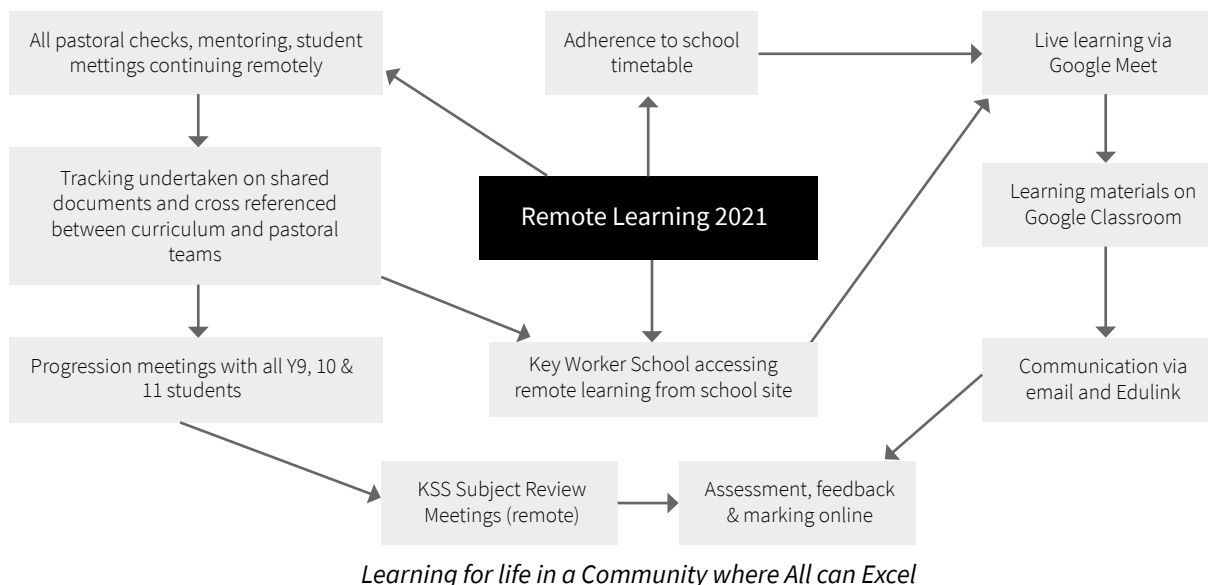 All pastoral checks, mentoring, student
mettings continuing remotely
Adherence to school
timetable
Live learning via
Google Meet
Tracking undertaken on shared
documents and cross referenced
between curriculum and pastoral
teams
Remote Learning 2021
Learning materials on
Google Classroom
Progression meetings with all Y9, 10 &
11 students
Key Worker School accessing
remote learning from school site
Communication via
email and Edulink
KSS Subject Review
Meetings (remote)
Assessment, feedback
& marking online
Learning for life in a Community where All can Excel